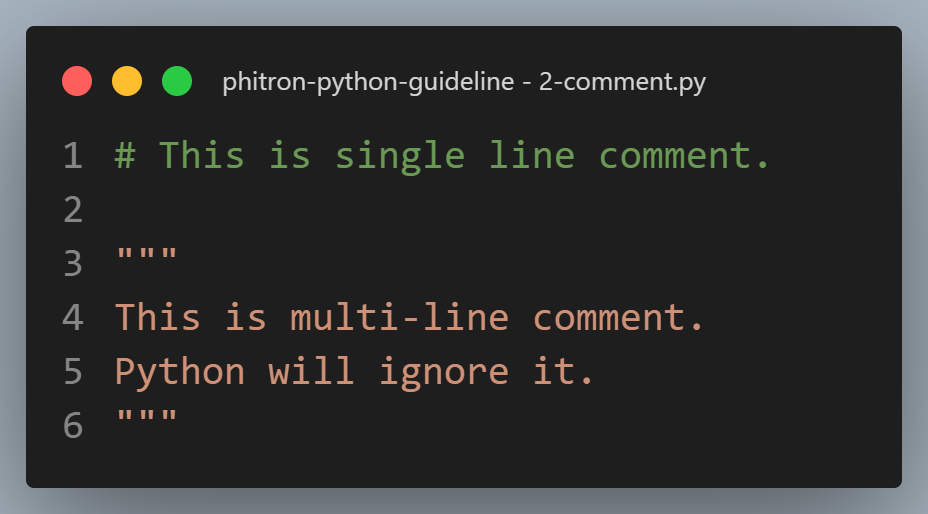 phitron-python-guideline - 2-comment.py
1 # This is single line comment.
2
3 """
4 This is multi-line comment.
5 Python will ignore it.
6 """